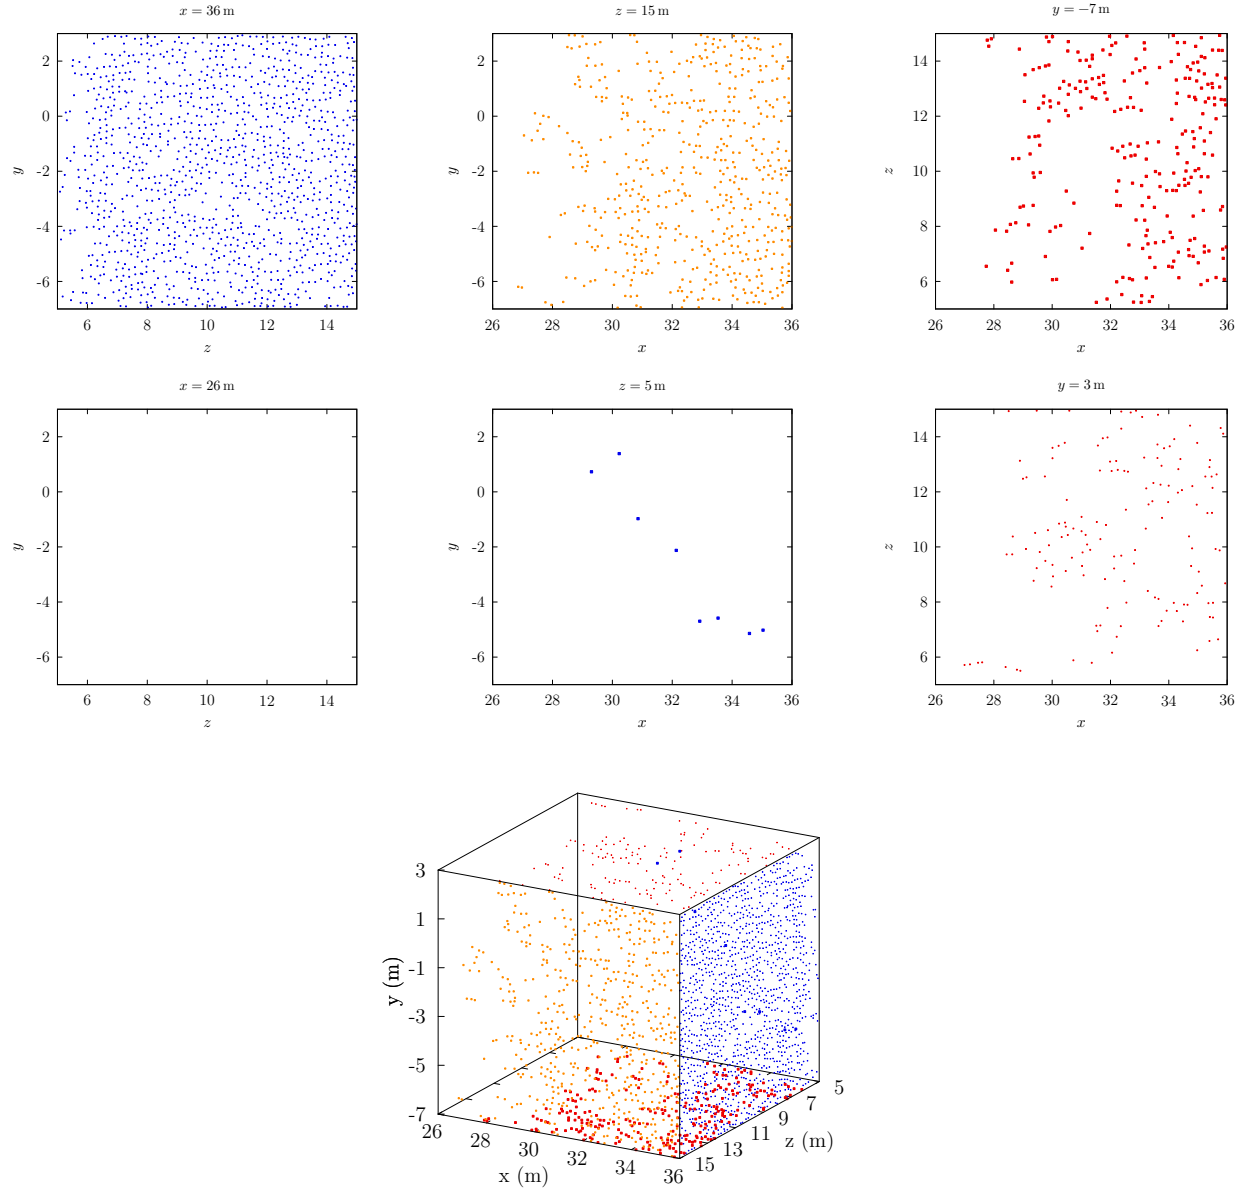 x = 36 m
z = 15 m
y = −7 m
2
0
-2
-4
-6
y
6 8 10 12 14
z
2
0
-2
-4
-6
y
26 28 30 32 34 36
x
14
12
10
8
6
z
26 28 30 32 34 36
x
x = 26 m
z = 5 m
y = 3 m
2
0
-2
-4
-6
y
6 8 10 12 14
z
2
0
-2
-4
-6
y
26 28 30 32 34 36
x
14
12
10
8
6
z
26 28 30 32 34 36
x
3
1
-1
-3
-5
-7
y (m)
26
28
30
32
34
36
x (m)
15
13
11
9
7
5
z (m)